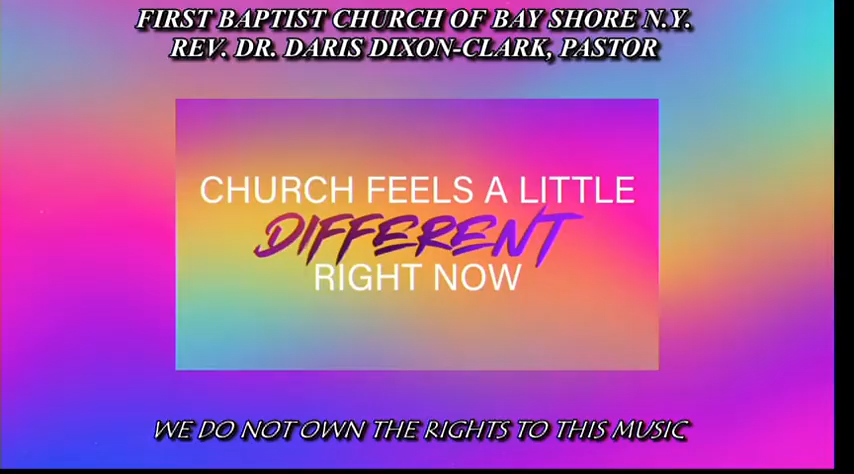 FIRST BAPTIST CHURCH OF BAY SHORE N.Y.
REV. DR. DARIS DIXON-CLARK, PASTOR
CHURCH FEELS A LITTLE
DIFFERENT
RIGHT NOW
WE DO NOT OWN THE RIGHTS TO THIS MUSIC